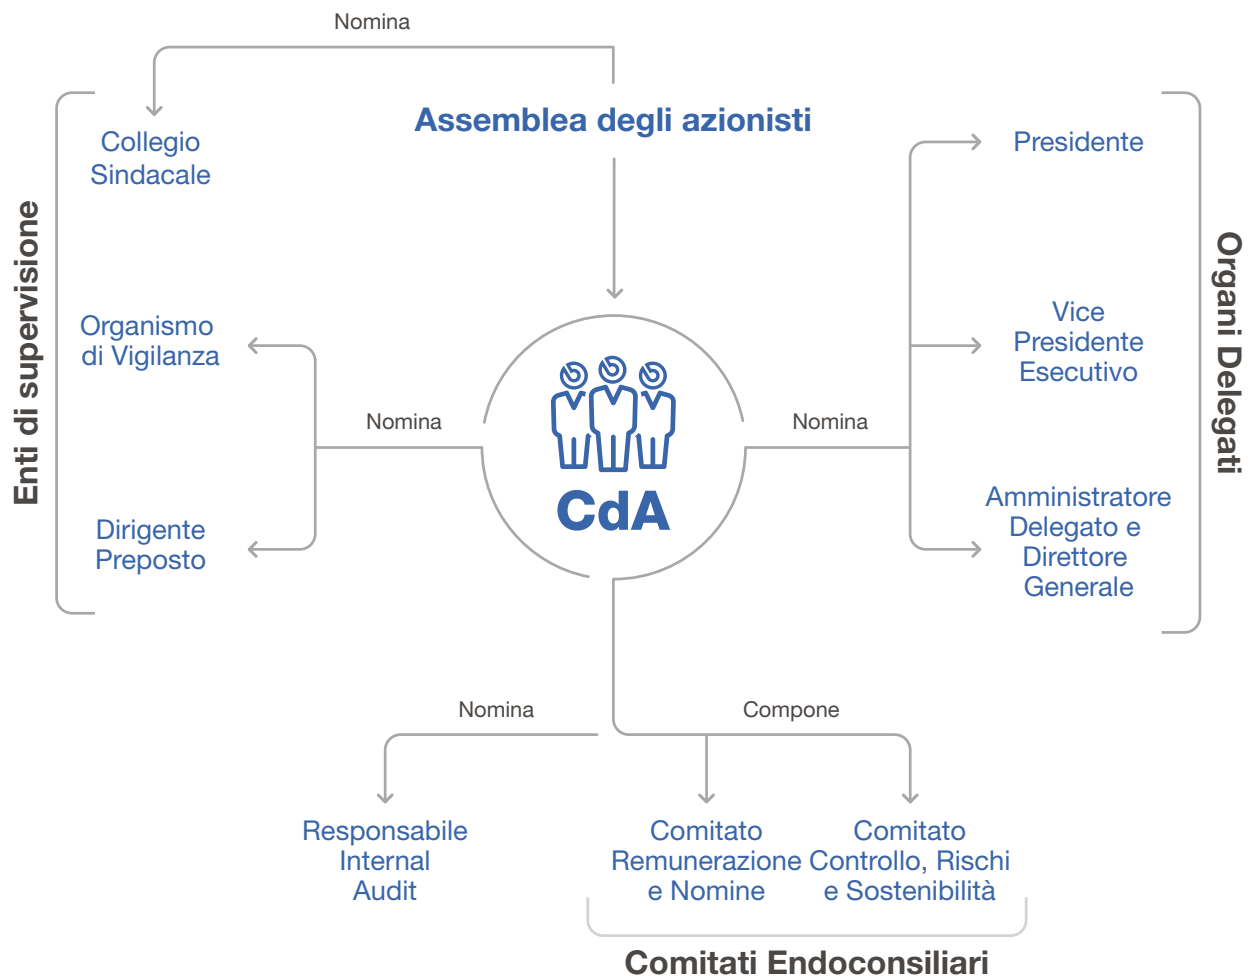 Nomina
Assemblea degli azionisti
Enti di supervisione
Collegio
Sindacale
Organismo
di Vigilanza
Dirigente
Preposto
Nomina
CdA
Nomina
Presidente
Vice
Presidente
Esecutivo
Amministratore
Delegato e
Direttore
Generale
Organi Delegati
Nomina
Compone
Responsabile
Internal
Audit
Comitato
Remunerazione
e Nomine
Comitato
Controllo, Rischi
e Sostenibilità
Comitati Endoconsiliari